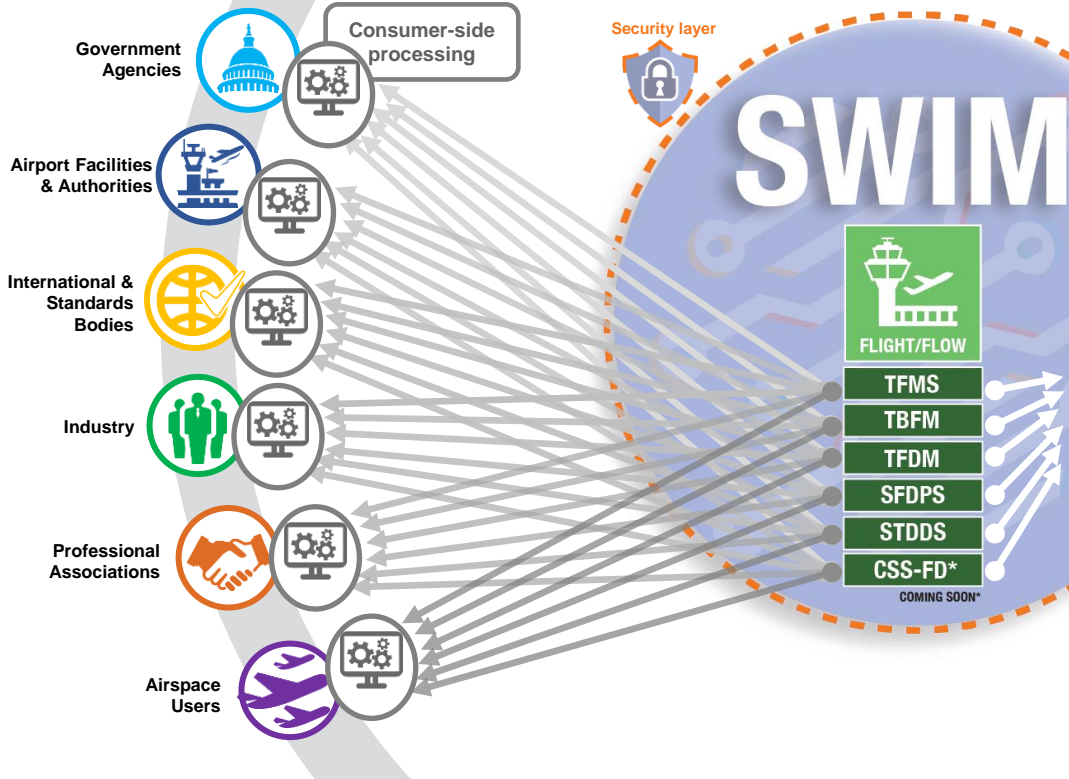 Government
Agencies
Consumer-side
processing
Security layer
SWIM
Airport Facilities
& Authorities
International &
Standards
Bodies
FLIGHT/FLOW
TFMS
TBFM
Industry
TFDM
SFDPS
STDDS
Professional
Associations
CSS-FD*
COMING SOON*
Airspace
Users